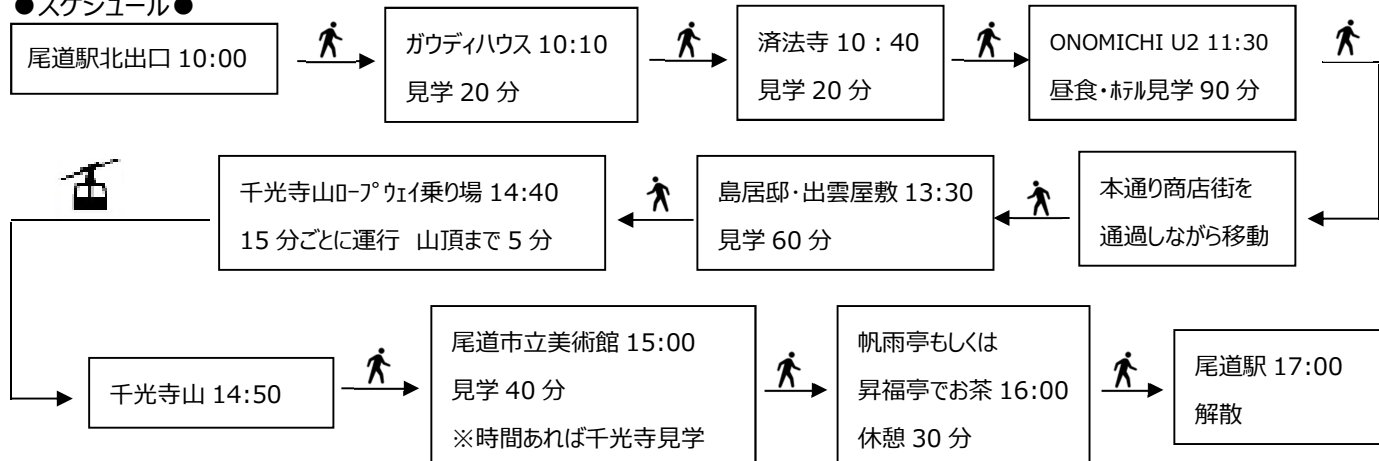 ●スケジュール●
尾道駅北出口 10:00
ガウディハウス 10:10
見学 20 分
済法寺 10：40
見学 20 分
ONOMICHI U2 11:30
昼食・ﾎﾃﾙ見学 90 分
本通り商店街を
通過しながら移動
島居邸・出雲屋敷 13:30
見学 60 分
千光寺山ﾛｰﾌﾟｳｪｲ乗り場 14:40
15 分ごとに運行 山頂まで 5 分
千光寺山 14:50
尾道市立美術館 15:00
見学 40 分
※時間あれば千光寺見学
帆雨亭もしくは
昇福亭でお茶 16:00
休憩 30 分
尾道駅 17:00
解散